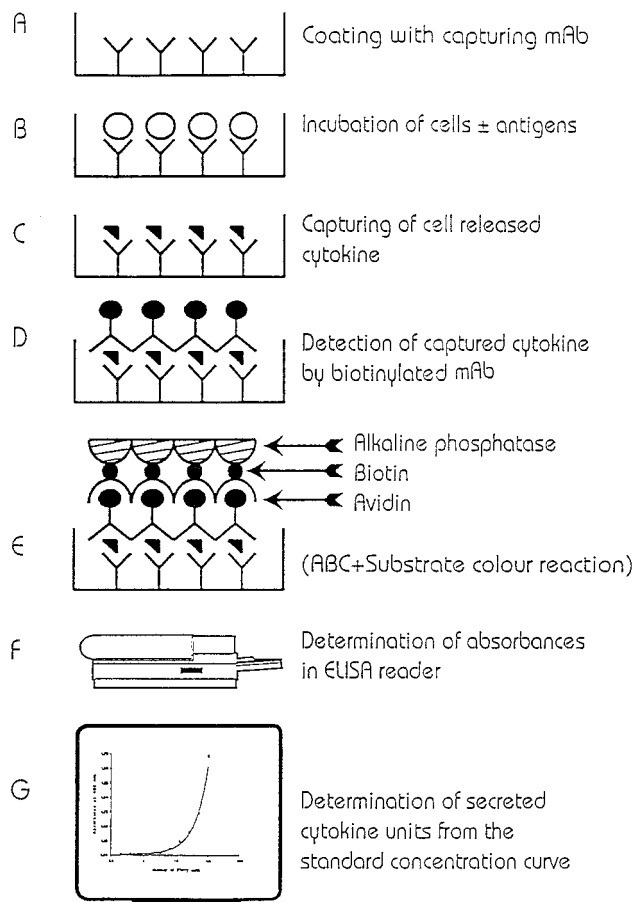 A
Coating with capturing mAb
B
Incubation of cells ± antigens
C
Capturing of cell released
cytokine
D
Detection of captured cytokine
by biotinylated mAb
Alkaline phosphatase
Biotin
Avidin
E
(ABC+Substrate colour reaction)
F
Determination of absorbances
in ELISA reader
G
Determination of secreted
cytokine units from the
standard concentration curve